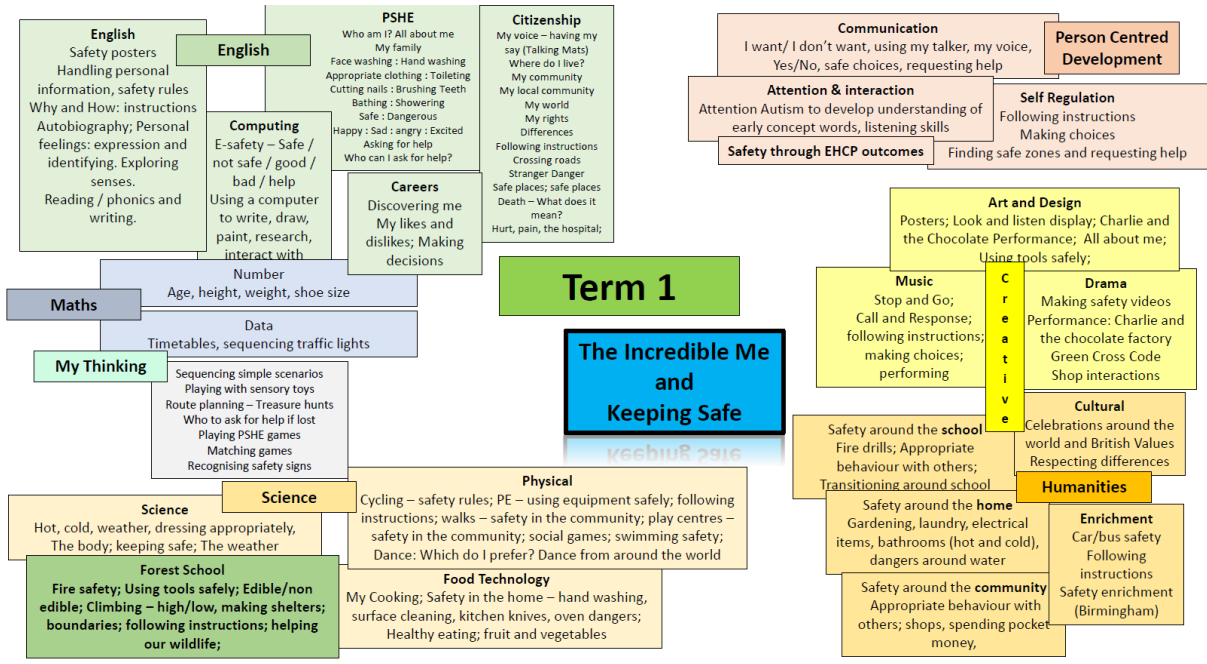 English
Safety posters
Handling personal
information, safety rules
Why and How: instructions
Autobiography; Personal
feelings: expression and
identifying. Exploring
senses.
Reading / phonics and
writing.
English
Computing
E-safety – Safe /
not safe / good /
bad / help
Using a computer
to write, draw,
paint, research,
interact with
PSHE
Who am I? All about me
My family
Face washing : Hand washing
Appropriate clothing : Toileting
Cutting nails : Brushing Teeth
Bathing : Showering
Safe : Dangerous
Happy : Sad : angry : Excited
Asking for help
Who can I ask for help?
Careers
Discovering me
My likes and
dislikes; Making
decisions
Citizenship
My voice – having my
say (Talking Mats)
Where do I live?
My community
My local community
My world
My rights
Differences
Following instructions
Crossing roads
Stranger Danger
Safe places; safe places
Death – What does it
mean?
Hurt, pain, the hospital;
Communication
I want/ I don't want, using my talker, my voice,
Yes/No, safe choices, requesting help
Person Centred
Development
Attention & interaction
Attention Autism to develop understanding of
early concept words, listening skills
Self Regulation
Following instructions
Making choices
Finding safe zones and requesting help
Safety through EHCP outcomes
Maths
Number
Age, height, weight, shoe size
Data
Timetables, sequencing traffic lights
My Thinking
Sequencing simple scenarios
Playing with sensory toys
Route planning – Treasure hunts
Who to ask for help if lost
Playing PSHE games
Matching games
Recognising safety signs
Term 1
The Incredible Me
and
Keeping Safe
Art and Design
Posters; Look and listen display; Charlie and
the Chocolate Performance; All about me;
Using tools safely;
Music
Stop and Go;
Call and Response;
following instructions;
making choices;
performing
Creative
Drama
Making safety videos
Performance: Charlie and
the chocolate factory
Green Cross Code
Shop interactions
Cultural
Celebrations around the
world and British Values
Respecting differences
Humanities
Safety around the school
Fire drills; Appropriate
behaviour with others;
Transitioning around school
Safety around the home
Gardening, laundry, electrical
items, bathrooms (hot and cold),
dangers around water
Safety around the community
Appropriate behaviour with
others; shops, spending pocket
money,
Enrichment
Car/bus safety
Following
instructions
Safety enrichment
(Birmingham)
Science
Science
Hot, cold, weather, dressing appropriately,
The body; keeping safe; The weather
Physical
Cycling – safety rules; PE – using equipment safely; following
instructions; walks – safety in the community; play centres –
safety in the community; social games; swimming safety;
Dance: Which do I prefer? Dance from around the world
Forest School
Fire safety; Using tools safely; Edible/non
edible; Climbing – high/low, making shelters;
boundaries; following instructions; helping
our wildlife;
Food Technology
My Cooking; Safety in the home – hand washing,
surface cleaning, kitchen knives, oven dangers;
Healthy eating; fruit and vegetables